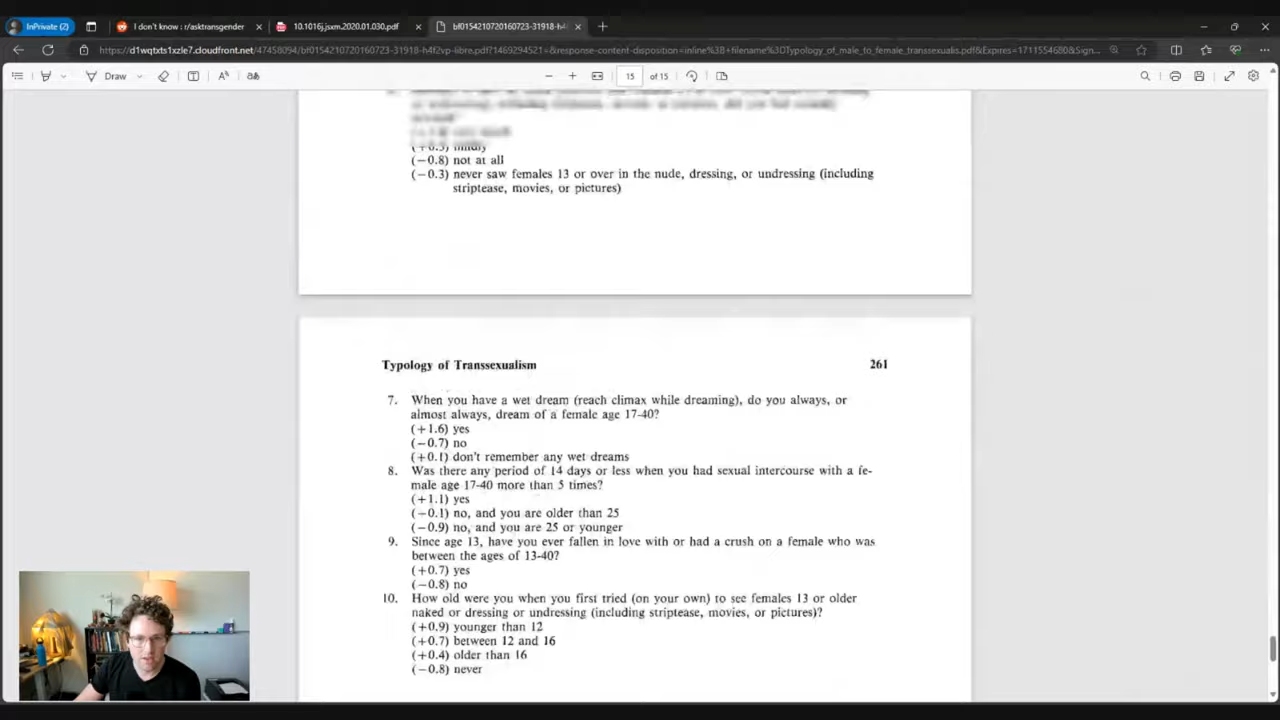 InPrivate (2)
I don't know : r/asktransgender
10.1016j.jsxm.2020.01.030.pdf
bf0154210720160723-31918-h4
https://d1wqtxts1xzle7.cloudfront.net/47458094/bf0154210720160723-31918-h4f2vp-libre.pdf?1469294521=&response-content-disposition=inline%3B+filename%3DTypology_of_male_to_female_transsexualis.pdf&Expires=1711554680&Sign...
Draw
15 of 15
(+0.5) mildly
(−0.8) not at all
(−0.3) never saw females 13 or over in the nude, dressing, or undressing (including
striptease, movies, or pictures)
Typology of Transsexualism 261
7. When you have a wet dream (reach climax while dreaming), do you always, or
almost always, dream of a female age 17-40?
(+1.6) yes
(−0.7) no
(+0.1) don't remember any wet dreams
8. Was there any period of 14 days or less when you had sexual intercourse with a fe-
male age 17-40 more than 5 times?
(+1.1) yes
(−0.1) no, and you are older than 25
(−0.9) no, and you are 25 or younger
9. Since age 13, have you ever fallen in love with or had a crush on a female who was
between the ages of 13-40?
(+0.7) yes
(−0.8) no
10. How old were you when you first tried (on your own) to see females 13 or older
naked or dressing or undressing (including striptease, movies, or pictures)?
(+0.9) younger than 12
(+0.7) between 12 and 16
(+0.4) older than 16
(−0.8) never